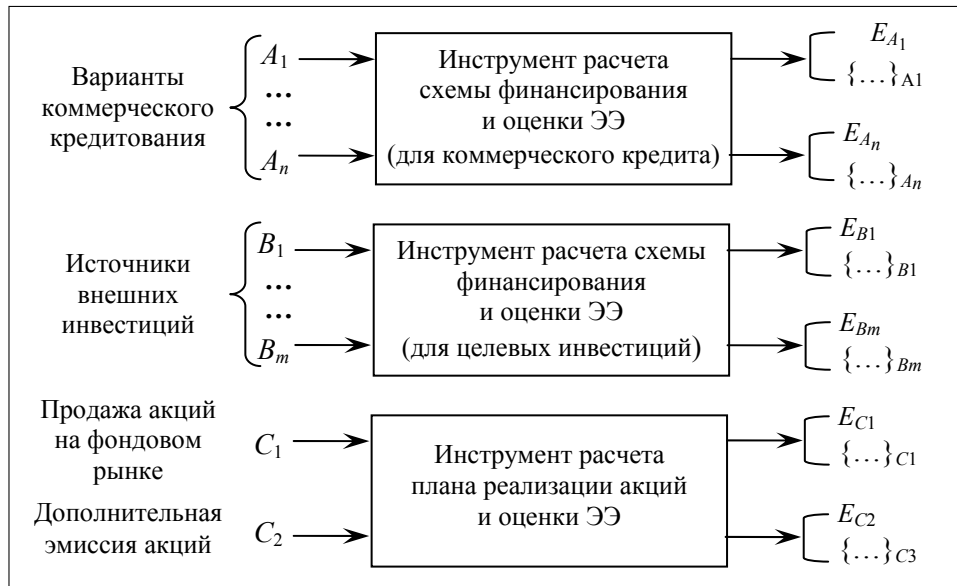 Варианты
коммерческого
кредитования
A1
...
...
An
Инструмент расчета
схемы финансирования
и оценки ЭЭ
(для коммерческого кредита)
EA1
{...}A1
EAn
{...}An
Источники
внешних
инвестиций
B1
...
...
Bm
Инструмент расчета схемы
финансирования
и оценки ЭЭ
(для целевых инвестиций)
EB1
{...}B1
EBm
{...}Bm
Продажа акций
на фондовом
рынке
C1
Дополнительная
эмиссия акций
C2
Инструмент расчета
плана реализации акций
и оценки ЭЭ
EC1
{...}C1
EC2
{...}C3